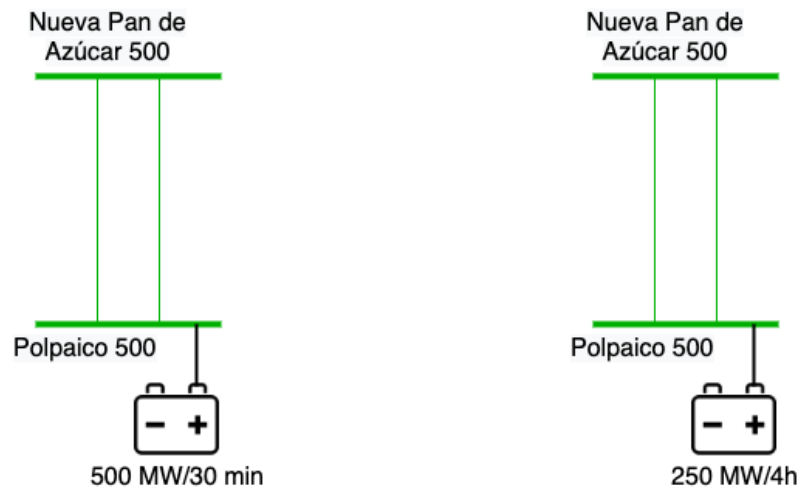 Nueva Pan de
Azúcar 500
Polpaico 500
− +
500 MW/30 min
Nueva Pan de
Azúcar 500
Polpaico 500
− +
250 MW/4h